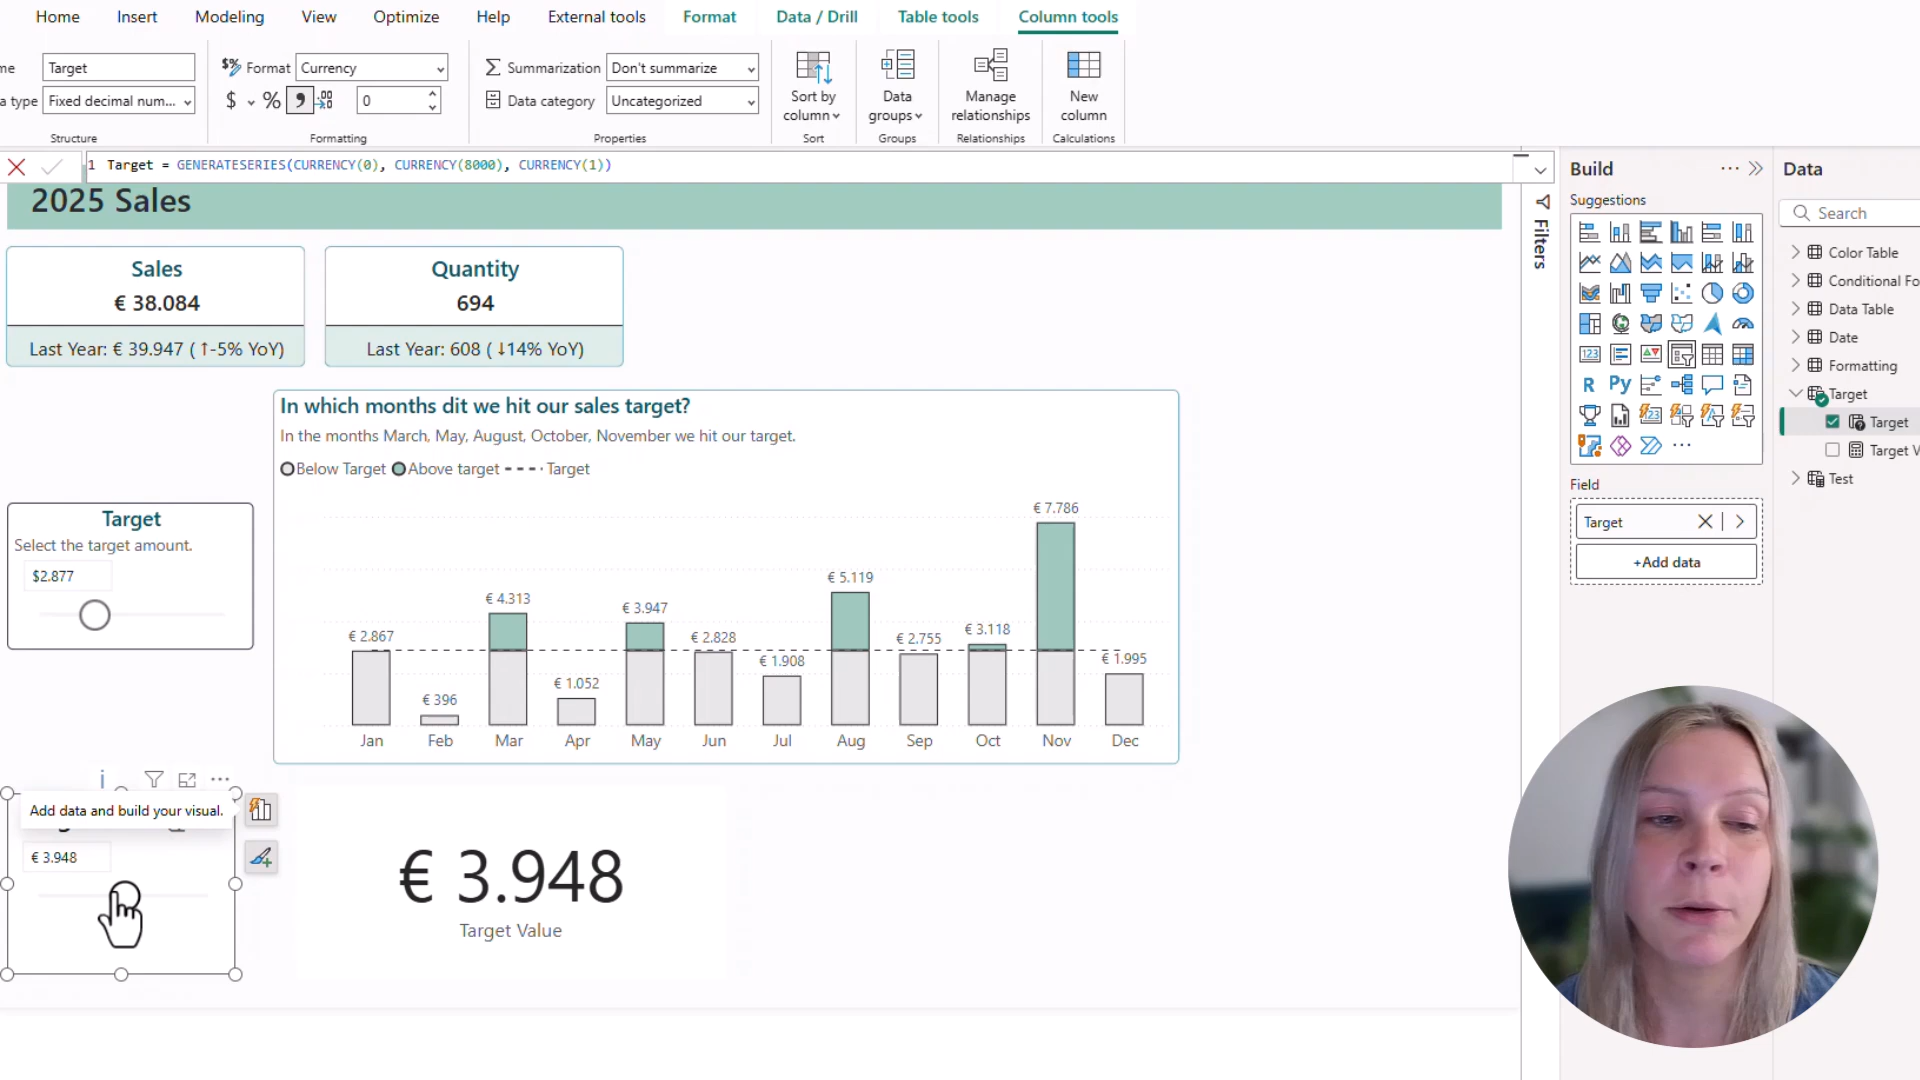 Home Insert Modeling View Optimize Help External tools Format Data / Drill Table tools Column tools
me Target
$% Format Currency
Summarization Don't summarize
a type Fixed decimal num...
$ % 0
Data category Uncategorized
Sort by column
Data groups
Manage relationships
New column
Structure Formatting Properties Sort Groups Relationships Calculations
1 Target = GENERATESERIES(CURRENCY(0), CURRENCY(8000), CURRENCY(1))
2025 Sales
Sales
€ 38.084
Last Year: € 39.947 ( ↑-5% YoY)
Quantity
694
Last Year: 608 ( ↓14% YoY)
In which months dit we hit our sales target?
In the months March, May, August, October, November we hit our target.
Below Target Above target Target
Target
Select the target amount.
$2.877
€ 2.867
€ 396
€ 4.313
€ 1.052
€ 3.947
€ 2.828
€ 1.908
€ 5.119
€ 2.755
€ 3.118
€ 7.786
€ 1.995
Jan Feb Mar Apr May Jun Jul Aug Sep Oct Nov Dec
Add data and build your visual.
€ 3.948
€ 3.948
Target Value
Filters
Build
Suggestions
123
R Py
123
Field
Target
+Add data
Data
Search
Color Table
Conditional Fo
Data Table
Date
Formatting
Target
Target
Target V
Test